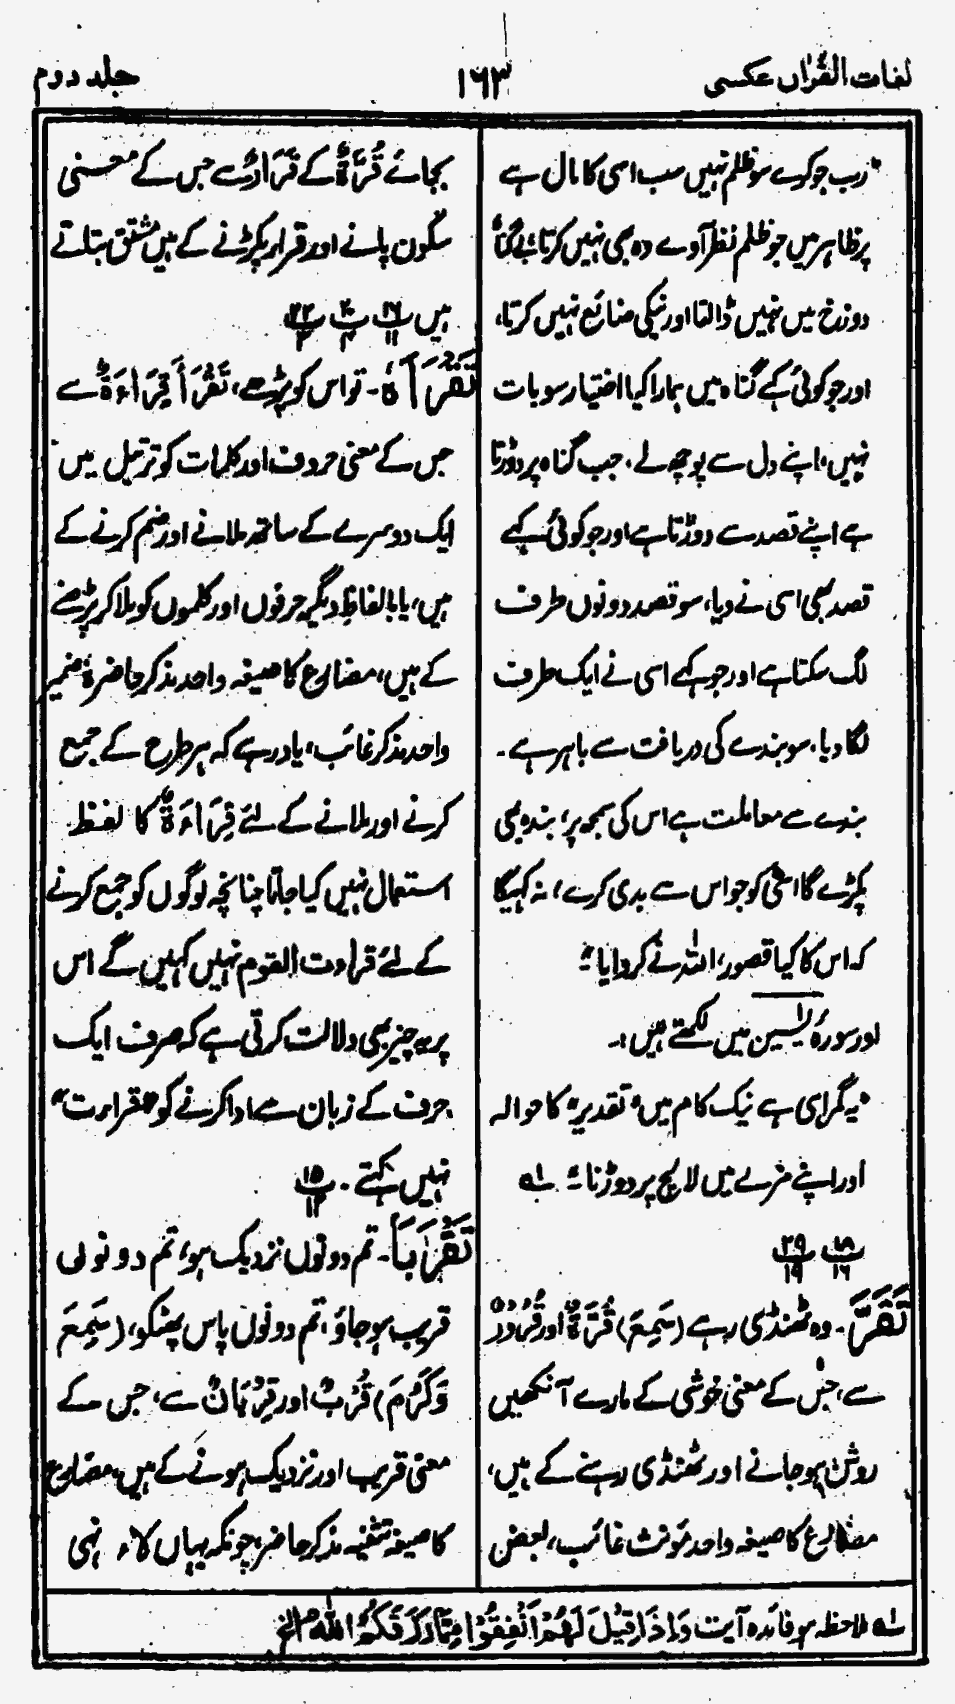 لغات القرآن عکسی
۱۶۳
جلد دوم
”رب جو کرے سو ظلم نہیں سب اسی کا مال ہے
پر ظاہر میں جو ظلم نظر آوے وہ بھی نہیں کرتا، بے گناہ
دوزخ میں نہیں ڈالتا اور نیکی ضائع نہیں کرتا،
اور جو کوئی کہے گناہ میں ہمارا کیا اختیار سو بات
نہیں، اپنے دل سے پوچھ لے، جب گناہ پر دوڑتا
ہے اپنے قصد سے دوڑتا ہے اور جو کوئی کہے
قصد بھی اسی نے دیا، سو قصد دونوں طرف
لگ سکتا ہے اور جو کہے اسی نے ایک طرف
لگا دیا، سو بندے کی دریافت سے باہر ہے۔
بندے سے معاملت ہے اس کی سمجھ پر، بندہ بھی
پکڑے گا اسی کو جو اس سے بدی کرے، نہ کہیگا
کہ اس کا کیا قصور، اللہ نے کروایا“
اور سورہ یٰسین میں لکھتے ہیں:۔
”یہ گمراہی ہے نیک کام میں، تقدیر کا حوالہ
اور اپنے مزے میں لالچ پر دوڑنا“ ۱ہ
پ ۱۸/۱۶ پ ۲۹/۱۹
تَقَرَّ۔ وہ ٹھنڈی رہے (سَمِعَ) قُرَّةٌ اور قُرُوْرٌ
سے، جس کے معنی خوشی کے مارے آنکھیں
روشن ہو جانے اور ٹھنڈی رہنے کے ہیں،
مضارع کا صیغہ واحد مؤنث غائب، بعض
بجائے قُرَّةٌ کے قَرَارٌ سے جس کے معنی
سکون پانے اور قرار پکڑنے کے ہیں مشتق بتلاتے
ہیں
تَقْرَأَهٗ۔ تو اس کو پڑھے، تَقْرَأَ قِرَاءَةٌ سے
جس کے معنی حروف اور کلمات کو ترتیل میں
ایک دوسرے کے ساتھ ملانے اور ضم کرنے کے
ہیں، یا بالفاظِ دیگر حرفوں اور کلموں کو ملا کر پڑھنے
کے ہیں، مضارع کا صیغہ واحد مذکر حاضر ہٗ ضمیر
واحد مذکر غائب، یاد رہے کہ ہر طرح کے جمع
کرنے اور ملانے کے لئے قِرَاءَةٌ کا لفظ
استعمال نہیں کیا جاتا چنانچہ لوگوں کو جمع کرنے
کے لئے قراءت القوم نہیں کہیں گے اس
پر یہ چیز بھی دلالت کرتی ہے کہ صرف ایک
حرف کے زبان سے ادا کرنے کو ”قراءت“
نہیں کہتے۔ پ ۱۵/۱۲
تَقْرَبَا۔ تم دونوں نزدیک ہو، تم دونوں
قریب ہو جاؤ، تم دونوں پاس پھٹکو، (سَمِعَ
وَکَرُمَ) قُرْبٌ اور قِرْبَانٌ سے، جس کے
معنی قریب اور نزدیک ہونے کے ہیں، مضارع
کا صیغہ تثنیہ مذکر حاضر، چونکہ یہاں لاء نہی
۱ہ ملاحظہ ہو فائدہ آیت وَاِذَا قِیْلَ لَھُمْ اَنْفِقُوْا مِمَّا رَزَقَکُمُ اللّٰہُ الخ